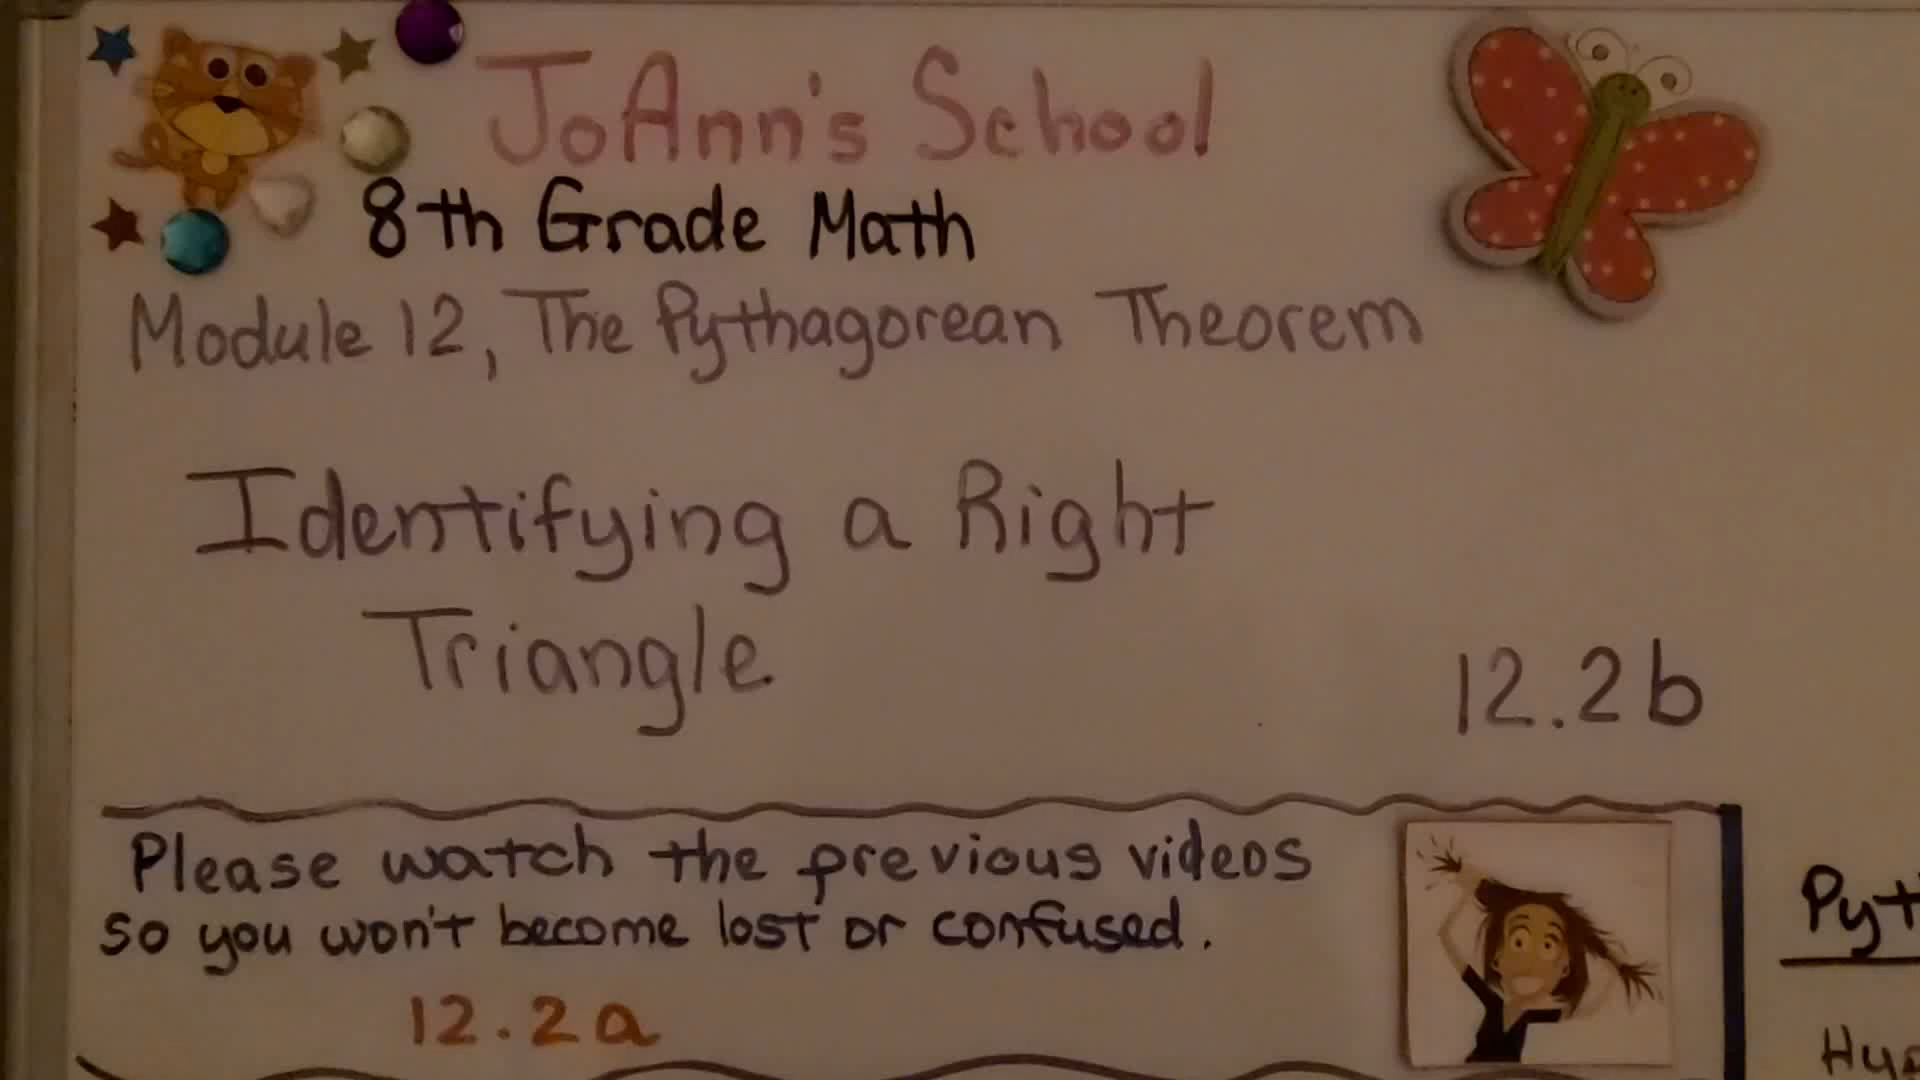 JoAnn's School
8th Grade Math
Module 12, The Pythagorean Theorem
Identifying a Right
Triangle
12.2b
Please watch the previous videos
so you won't become lost or confused.
12.2a